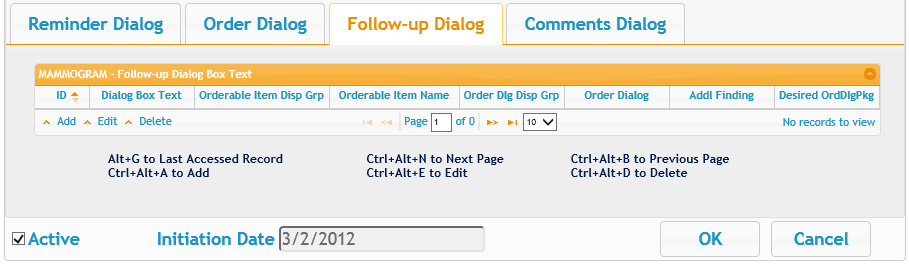 Reminder Dialog Order Dialog Follow-up Dialog Comments Dialog
MAMMOGRAM - Follow-up Dialog Box Text
ID Dialog Box Text Orderable Item Disp Grp Orderable Item Name Order Dlg Disp Grp Order Dialog Addl Finding Desired OrdDlgPkg
Add Edit Delete Page 1 of 0 10 No records to view
Alt+G to Last Accessed Record Ctrl+Alt+N to Next Page Ctrl+Alt+B to Previous Page
Ctrl+Alt+A to Add Ctrl+Alt+E to Edit Ctrl+Alt+D to Delete
Active Initiation Date 3/2/2012 OK Cancel